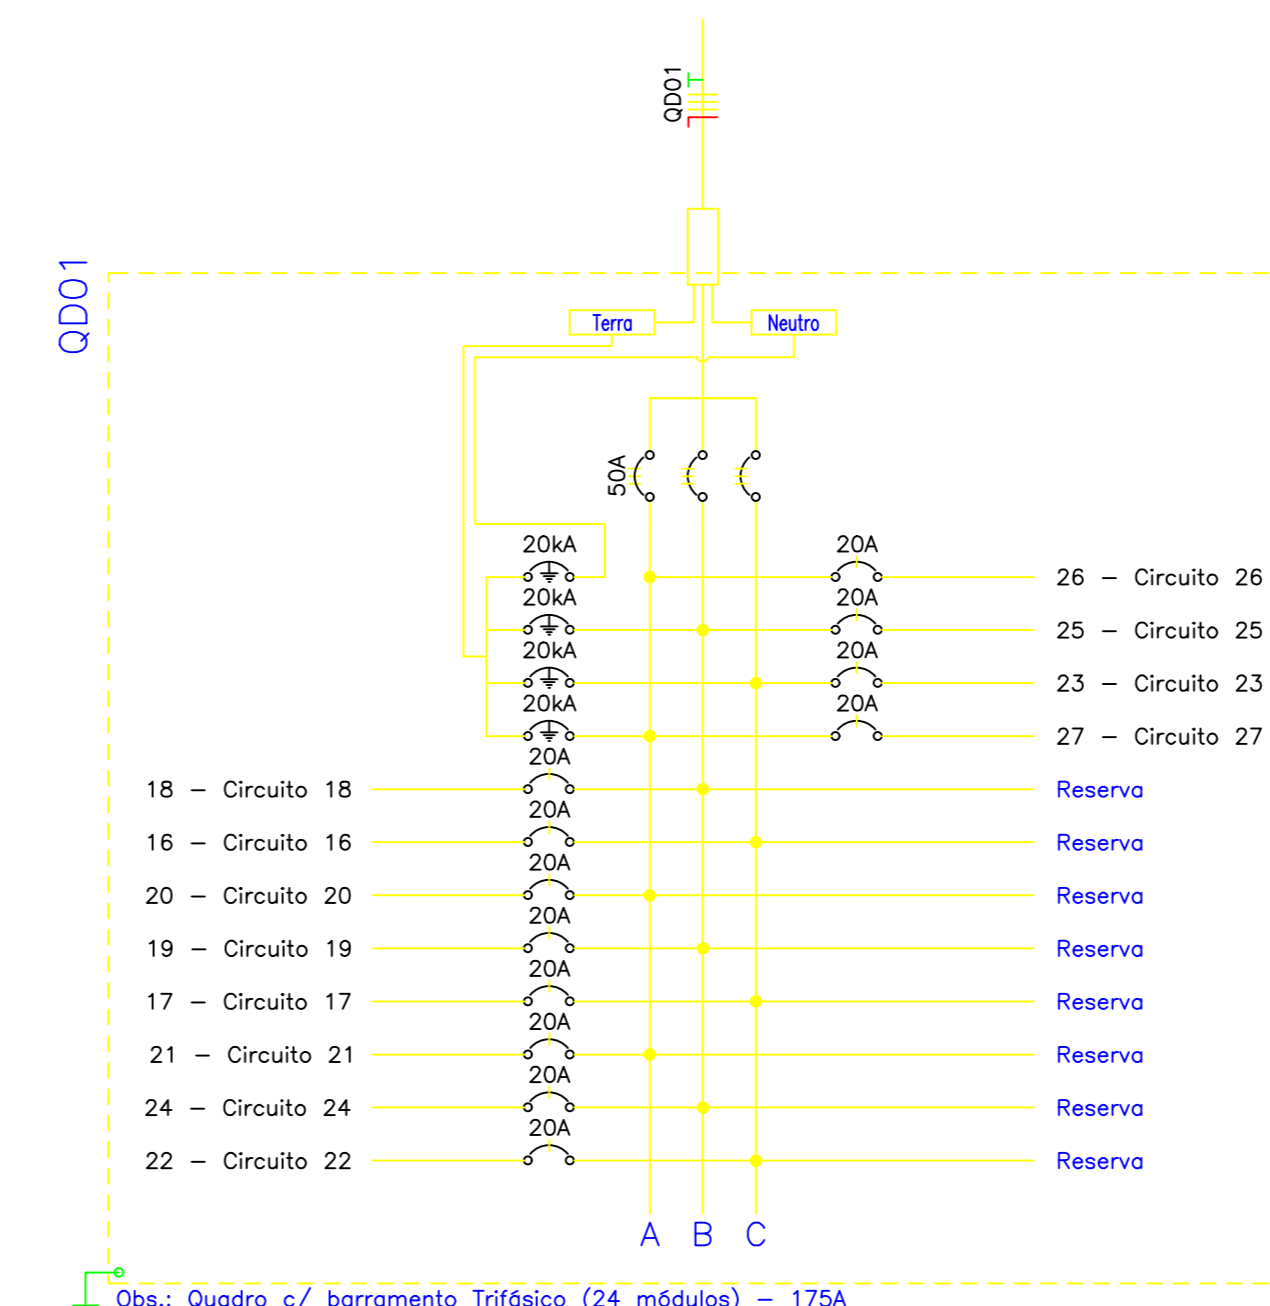 QD01
QD01
Terra
Neutro
50A
20kA
20A
26 – Circuito 26
20kA
20A
25 – Circuito 25
20kA
20A
23 – Circuito 23
20kA
20A
27 – Circuito 27
20A
18 – Circuito 18
Reserva
20A
16 – Circuito 16
Reserva
20A
20 – Circuito 20
Reserva
20A
19 – Circuito 19
Reserva
20A
17 – Circuito 17
Reserva
20A
21 – Circuito 21
Reserva
20A
24 – Circuito 24
Reserva
20A
22 – Circuito 22
Reserva
A B C
Obs.: Quadro c/ barramento Trifásico (24 módulos) – 175A